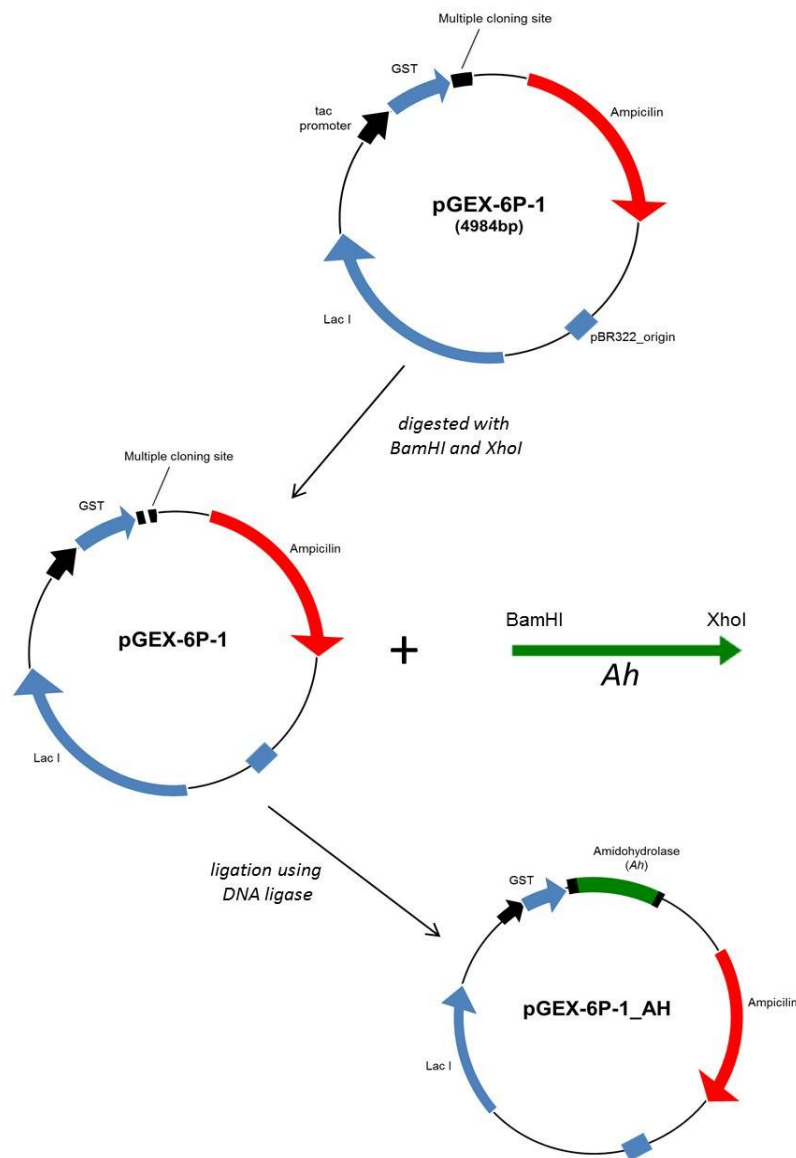 Multiple cloning site
GST
tac
promoter
Ampicilin
pGEX-6P-1
(4984bp)
Lac I
pBR322_origin
digested with
BamHI and XhoI
Multiple cloning site
GST
Ampicilin
pGEX-6P-1
+
BamHI
XhoI
Ah
Lac I
ligation using
DNA ligase
Amidohydrolase
(Ah)
GST
pGEX-6P-1_AH
Ampicilin
Lac I